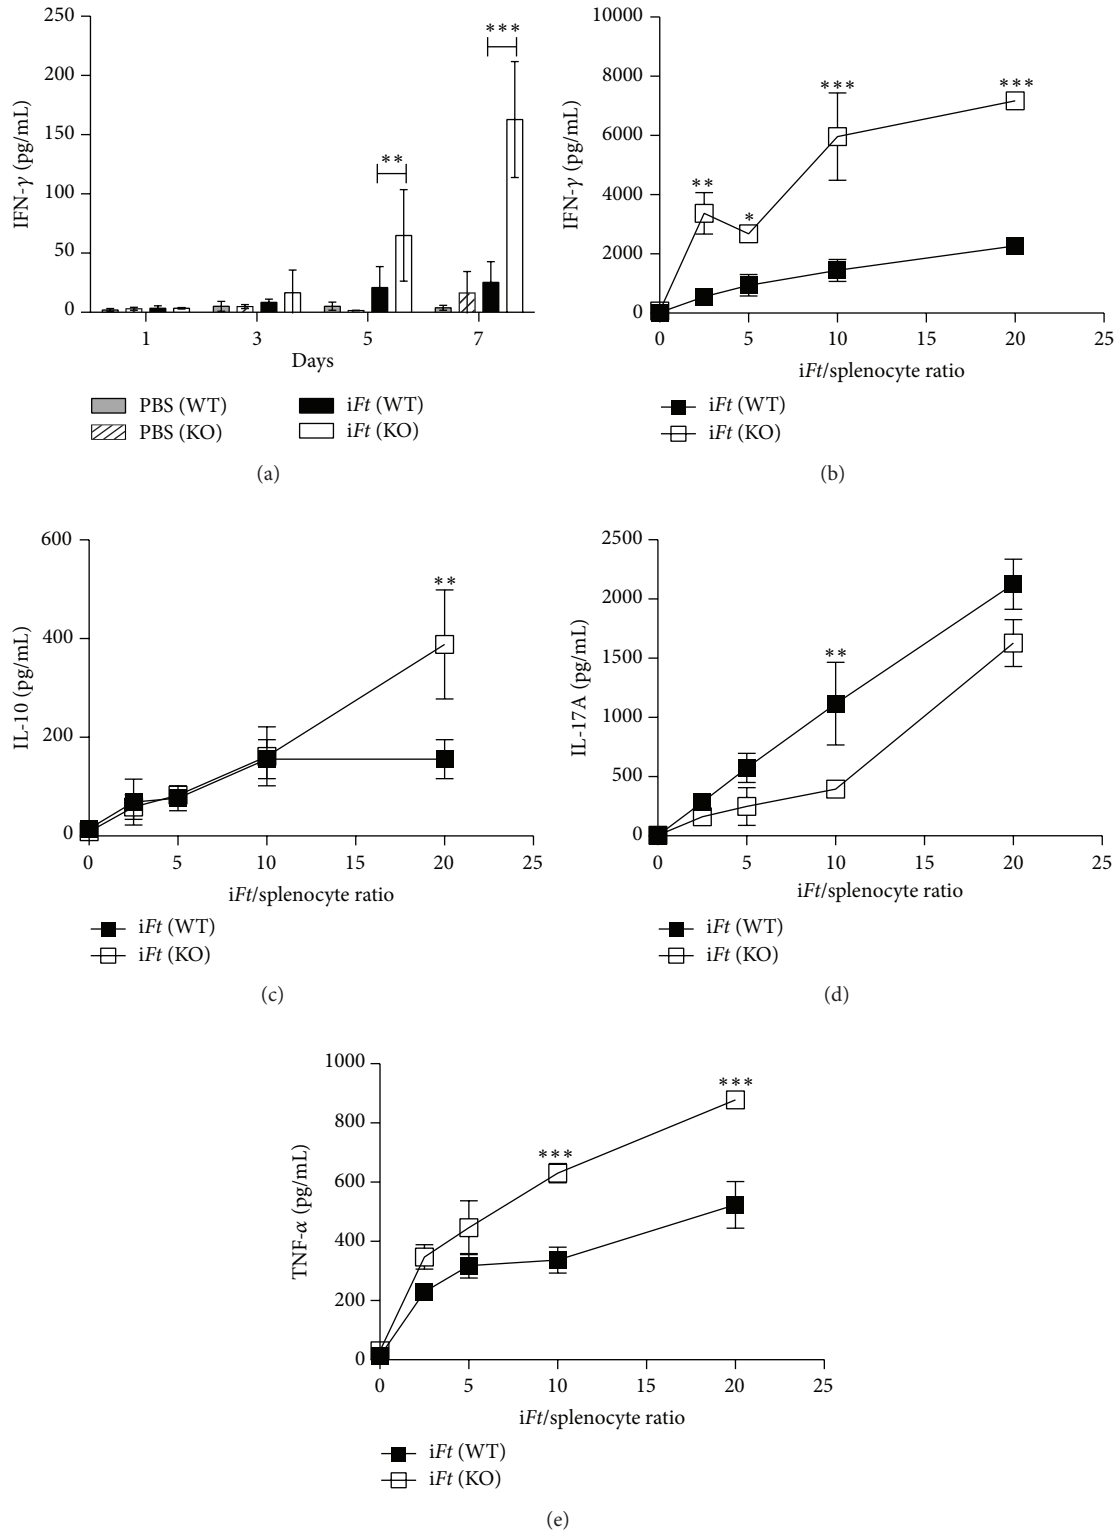 250
200
150
100
50
0
IFN-γ (pg/mL)
**
***
1 3 5 7
Days
PBS (WT)
PBS (KO)
iFt (WT)
iFt (KO)
(a)
10000
8000
6000
4000
2000
0
IFN-γ (pg/mL)
**
*
***
***
0 5 10 15 20 25
iFt/splenocyte ratio
iFt (WT)
iFt (KO)
(b)
600
400
200
0
IL-10 (pg/mL)
**
0 5 10 15 20 25
iFt/splenocyte ratio
iFt (WT)
iFt (KO)
(c)
2500
2000
1500
1000
500
0
IL-17A (pg/mL)
**
0 5 10 15 20 25
iFt/splenocyte ratio
iFt (WT)
iFt (KO)
(d)
1000
800
600
400
200
0
TNF-α (pg/mL)
***
***
0 5 10 15 20 25
iFt/splenocyte ratio
iFt (WT)
iFt (KO)
(e)